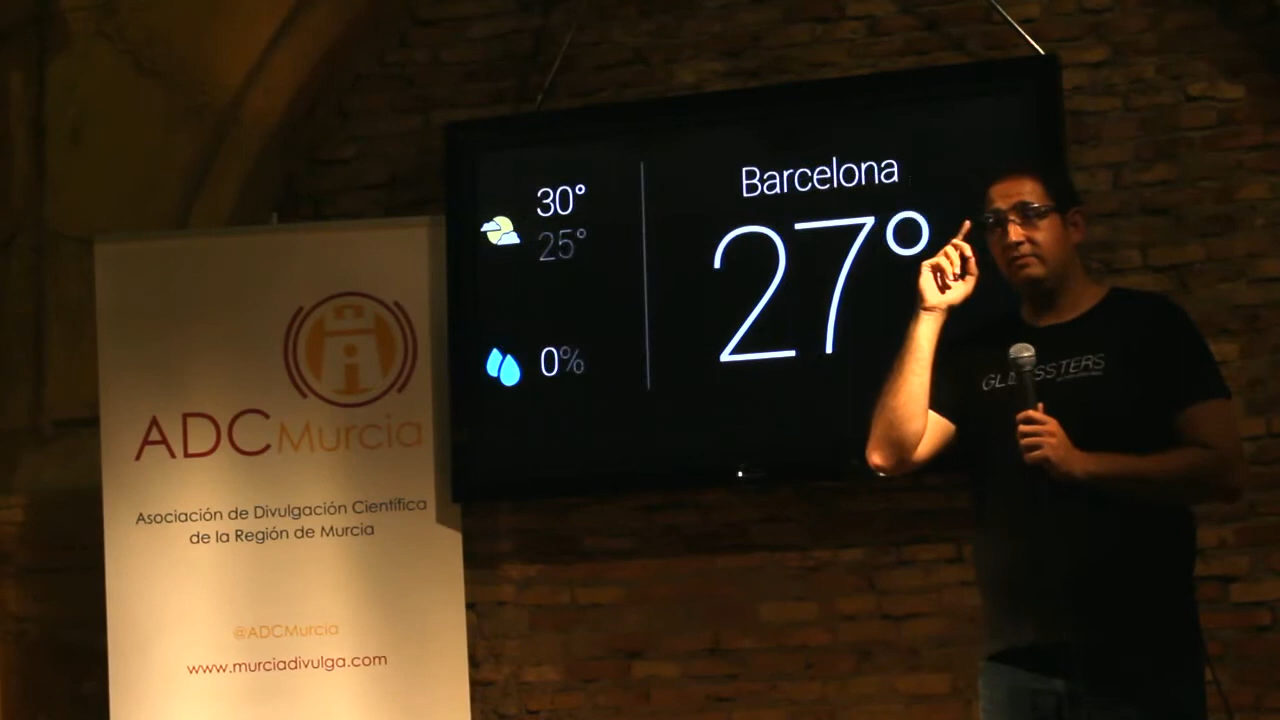 Barcelona
30°
25°
27°
0%
ADCMurcia
Asociación de Divulgación Científica
de la Región de Murcia
@ADCMurcia
www.murciadivulga.com